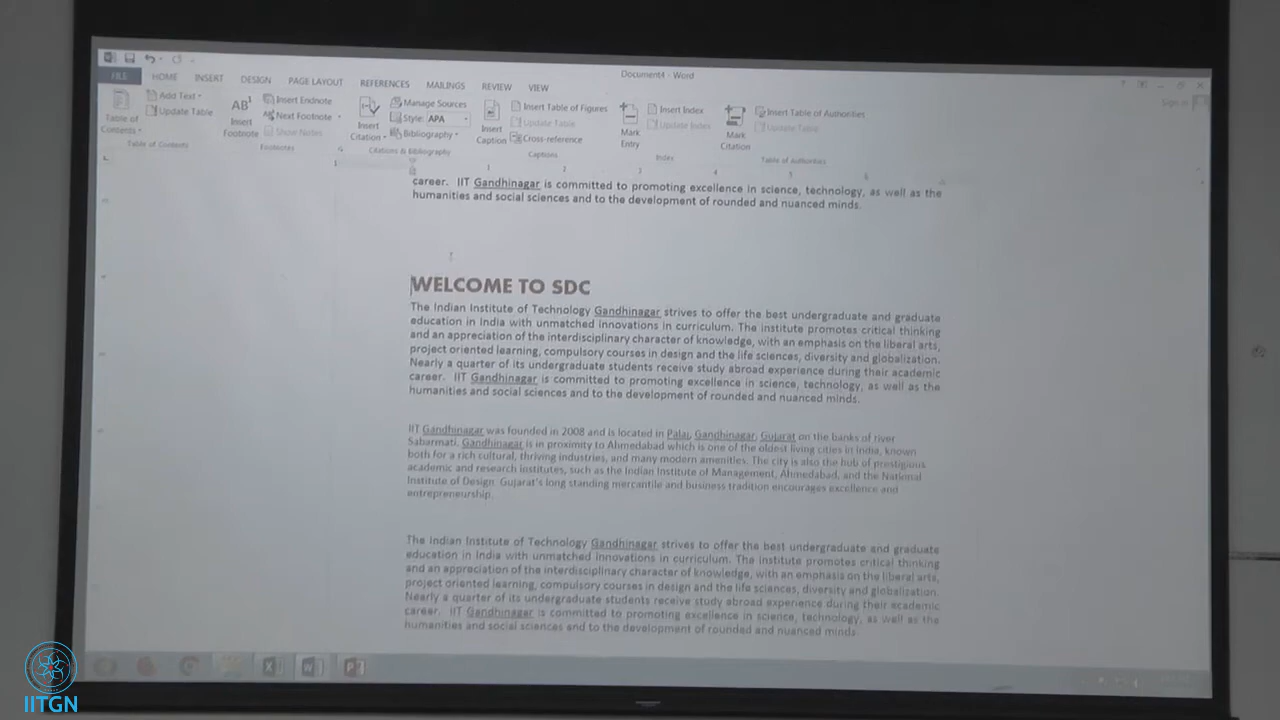 Document4 - Word
FILE HOME INSERT DESIGN PAGE LAYOUT REFERENCES MAILINGS REVIEW VIEW
Sign in
Table of Contents
Add Text
Update Table
Table of Contents
AB1
Insert Footnote
Insert Endnote
Next Footnote
Show Notes
Footnotes
Insert Citation
Manage Sources
Style: APA
Bibliography
Citations & Bibliography
Insert Caption
Insert Table of Figures
Update Table
Cross-reference
Captions
Mark Entry
Insert Index
Update Index
Index
Mark Citation
Insert Table of Authorities
Update Table
Table of Authorities
career. IIT Gandhinagar is committed to promoting excellence in science, technology, as well as the
humanities and social sciences and to the development of rounded and nuanced minds.
WELCOME TO SDC
The Indian Institute of Technology Gandhinagar strives to offer the best undergraduate and graduate
education in India with unmatched innovations in curriculum. The institute promotes critical thinking
and an appreciation of the interdisciplinary character of knowledge, with an emphasis on the liberal arts,
project oriented learning, compulsory courses in design and the life sciences, diversity and globalization.
Nearly a quarter of its undergraduate students receive study abroad experience during their academic
career. IIT Gandhinagar is committed to promoting excellence in science, technology, as well as the
humanities and social sciences and to the development of rounded and nuanced minds.
IIT Gandhinagar was founded in 2008 and is located in Palaj, Gandhinagar, Gujarat on the banks of river
Sabarmati. Gandhinagar is in proximity to Ahmedabad which is one of the oldest living cities in India, known
both for a rich cultural, thriving industries, and many modern amenities. The city is also the hub of prestigious
academic and research institutes, such as the Indian Institute of Management, Ahmedabad, and the National
Institute of Design. Gujarat's long standing mercantile and business tradition encourages excellence and
entrepreneurship.
The Indian Institute of Technology Gandhinagar strives to offer the best undergraduate and graduate
education in India with unmatched innovations in curriculum. The institute promotes critical thinking
and an appreciation of the interdisciplinary character of knowledge, with an emphasis on the liberal arts,
project oriented learning, compulsory courses in design and the life sciences, diversity and globalization.
Nearly a quarter of its undergraduate students receive study abroad experience during their academic
career. IIT Gandhinagar is committed to promoting excellence in science, technology, as well as the
humanities and social sciences and to the development of rounded and nuanced minds.
IITGN